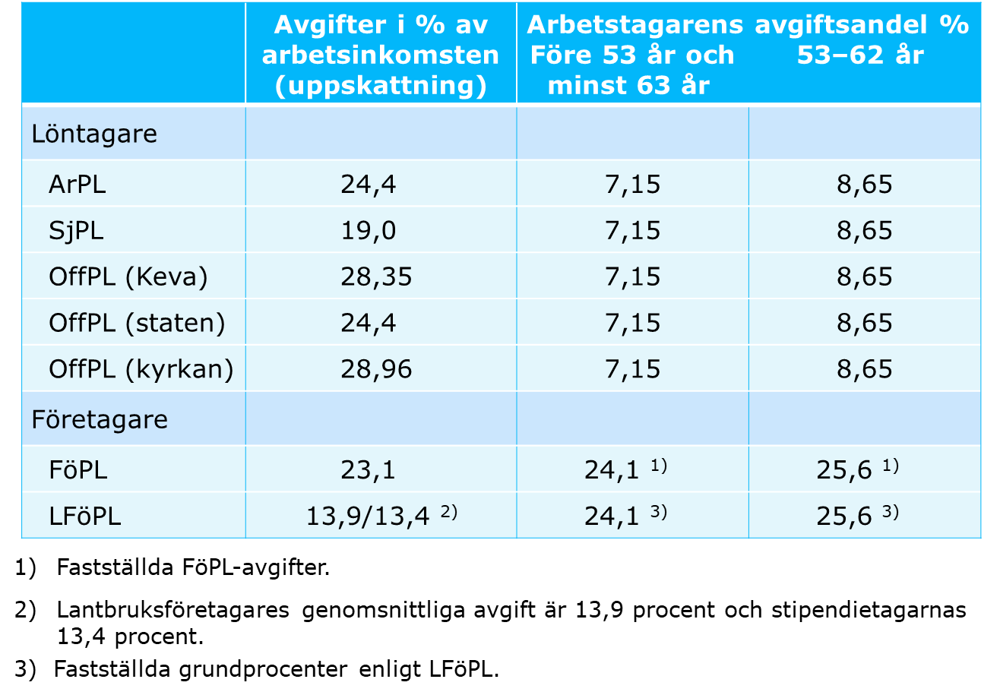 Avgifter i % av arbetsinkomsten (uppskattning) Arbetstagarens avgiftsandel %
Före 53 år och minst 63 år 53–62 år
Löntagare
ArPL 24,4 7,15 8,65
SjPL 19,0 7,15 8,65
OffPL (Keva) 28,35 7,15 8,65
OffPL (staten) 24,4 7,15 8,65
OffPL (kyrkan) 28,96 7,15 8,65
Företagare
FöPL 23,1 24,1 1) 25,6 1)
LFöPL 13,9/13,4 2) 24,1 3) 25,6 3)
1) Fastställda FöPL-avgifter.
2) Lantbruksföretagares genomsnittliga avgift är 13,9 procent och stipendietagarnas
13,4 procent.
3) Fastställda grundprocenter enligt LFöPL.